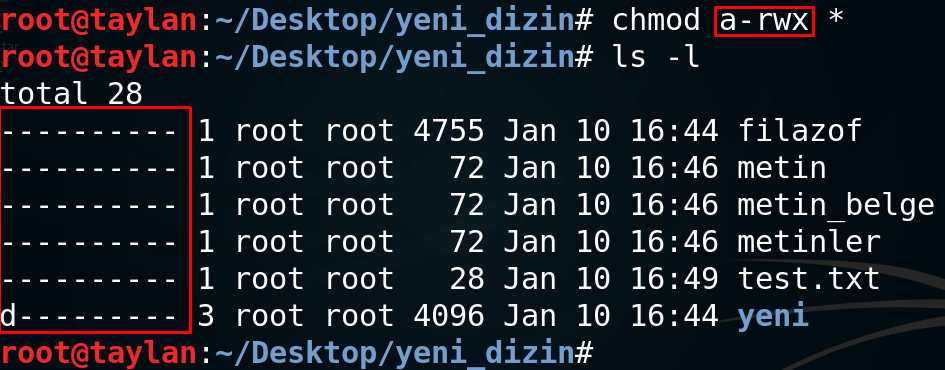 root@taylan:~/Desktop/yeni_dizin# chmod a-rwx *
root@taylan:~/Desktop/yeni_dizin# ls -l
total 28
---------- 1 root root 4755 Jan 10 16:44 filazof
---------- 1 root root   72 Jan 10 16:46 metin
---------- 1 root root   72 Jan 10 16:46 metin_belge
---------- 1 root root   72 Jan 10 16:46 metinler
---------- 1 root root   28 Jan 10 16:49 test.txt
d--------- 3 root root 4096 Jan 10 16:44 yeni
root@taylan:~/Desktop/yeni_dizin#